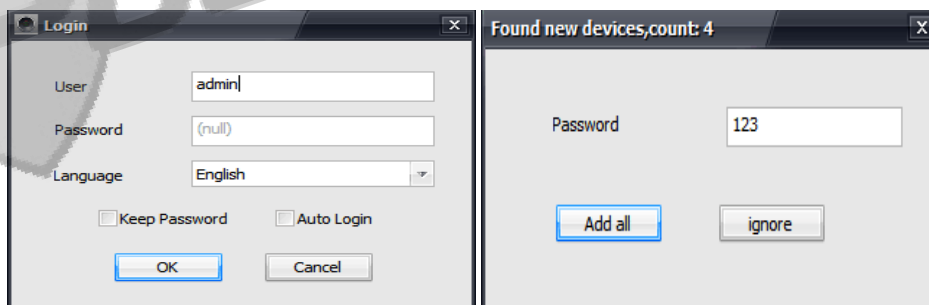 Login
User
admin
Password
(null)
Language
English
Keep Password
Auto Login
OK
Cancel
Found new devices,count: 4
Password
123
Add all
ignore